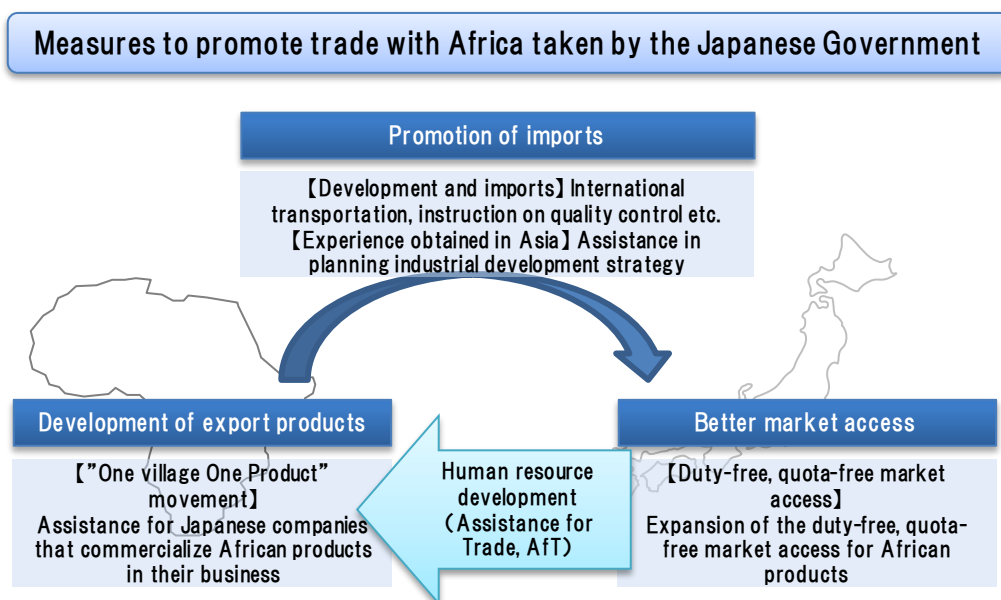 Measures to promote trade with Africa taken by the Japanese Government
Promotion of imports
【Development and imports】International
transportation, instruction on quality control etc.
【Experience obtained in Asia】Assistance in
planning industrial development strategy
Development of export products
【”One village One Product”
movement】
Assistance for Japanese companies
that commercialize African products
in their business
Human resource
development
(Assistance for
Trade, AfT)
Better market access
【Duty-free, quota-free market
access】
Expansion of the duty-free, quota-
free market access for African
products